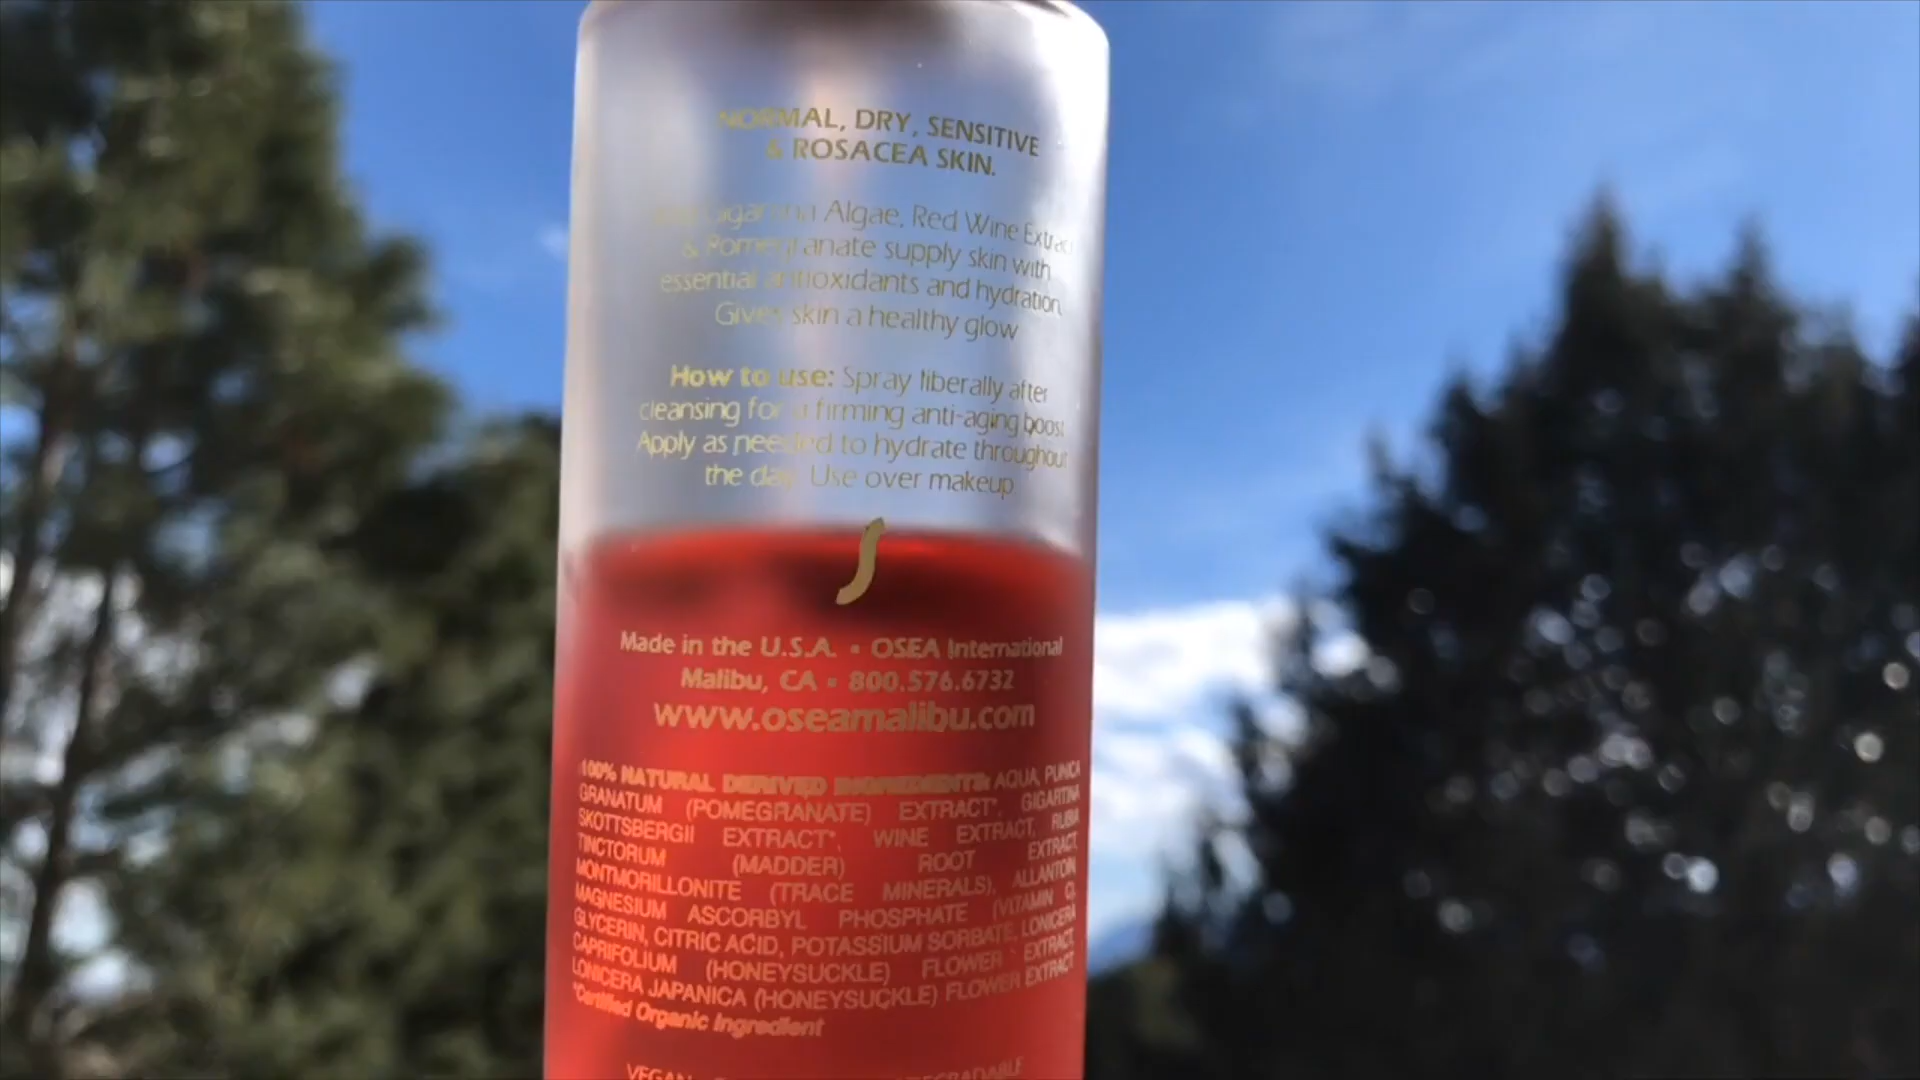 NORMAL, DRY, SENSITIVE
& ROSACEA SKIN.
Algae, Red Wine Extract
& Pomegranate supply skin with
essential antioxidants and hydration.
Gives skin a healthy glow
How to use: Spray liberally after
cleansing for a firming anti-aging boost
Apply as needed to hydrate throughout
the day. Use over makeup
Made in the U.S.A. • OSEA International
Malibu, CA • 800.576.6732
www.oseamalibu.com
100% NATURAL DERIVED INGREDIENTS: AQUA, PUNICA
GRANATUM (POMEGRANATE) EXTRACT*, GIGARTINA
SKOTTSBERGII EXTRACT*, WINE EXTRACT, RUBIA
TINCTORUM (MADDER) ROOT EXTRACT
MONTMORILLONITE (TRACE MINERALS), ALLANTOIN
MAGNESIUM ASCORBYL PHOSPHATE (VITAMIN C),
GLYCERIN, CITRIC ACID, POTASSIUM SORBATE, LONICERA
CAPRIFOLIUM (HONEYSUCKLE) FLOWER EXTRACT,
LONICERA JAPANICA (HONEYSUCKLE) FLOWER EXTRACT
*Certified Organic Ingredient
VEGAN